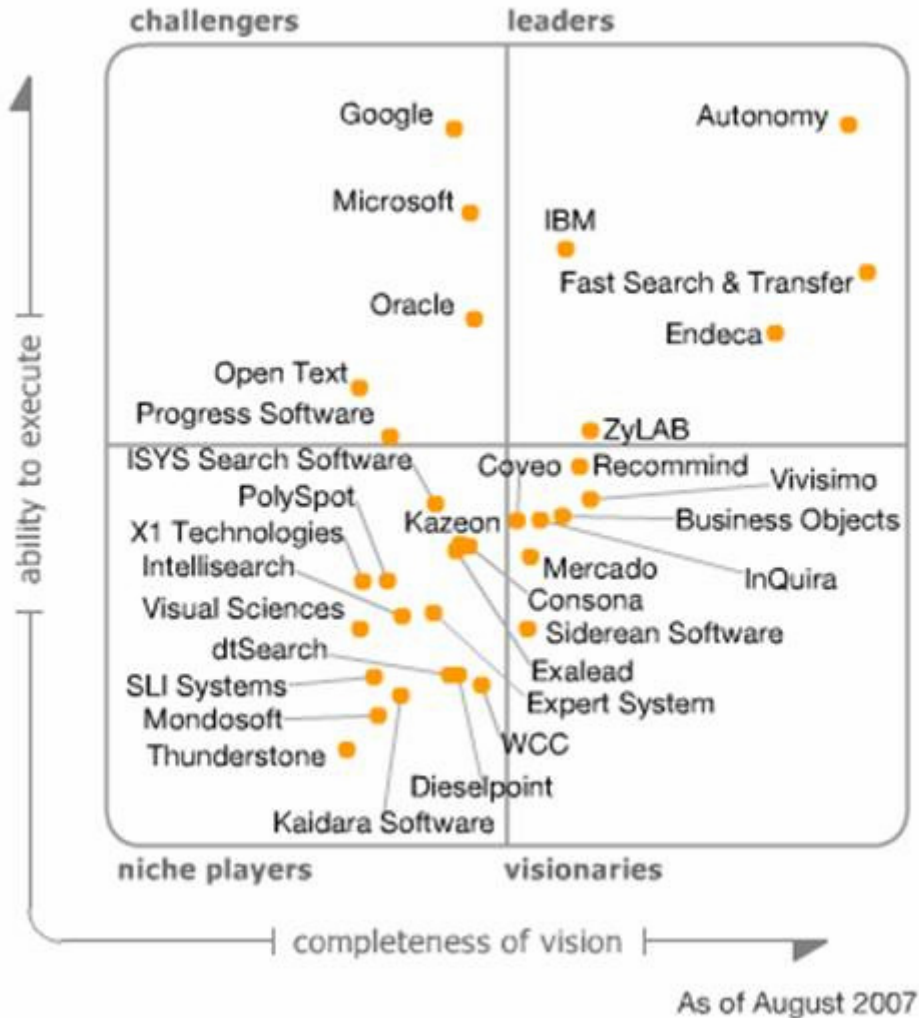 challengers
leaders
Google
Autonomy
Microsoft
IBM
Fast Search & Transfer
Oracle
Endeca
Open Text
Progress Software
ZyLAB
ISYS Search Software
Coveo
Recommind
Vivisimo
PolySpot
Kazeon
Business Objects
X1 Technologies
Intellisearch
Mercado
InQuira
Consona
Visual Sciences
Siderean Software
dtSearch
Exalead
SLI Systems
Expert System
Mondosoft
WCC
Thunderstone
Dieselpoint
Kaidara Software
niche players
visionaries
ability to execute
completeness of vision
As of August 2007